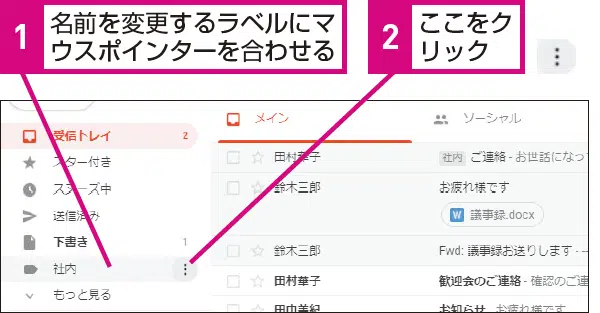 1 名前を変更するラベルにマ
ウスポインターを合わせる
2 ここをク
リック
受信トレイ 2
スター付き
スヌーズ中
送信済み
下書き 1
社内
もっと見る
メイン ソーシャル
田村華子 社内 ご連絡 - お世話になっ
鈴木三郎 お疲れ様です
W 議事録.docx
鈴木三郎 Fwd: 議事録お送りします - --
田村華子 歓迎会のご連絡 - 確認のご連
田中美紀 お知らせ お疲れ様です